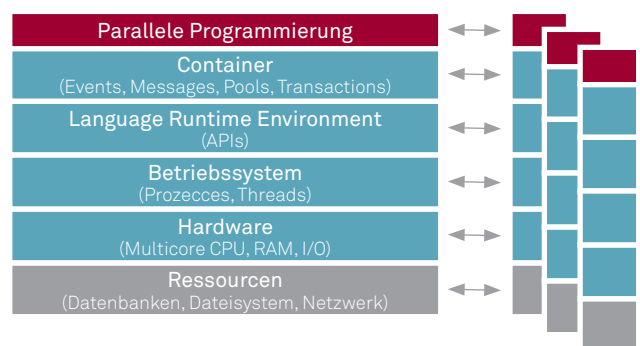 Parallele Programmierung
Container
(Events, Messages, Pools, Transactions)
Language Runtime Environment
(APIs)
Betriebssystem
(Prozecces, Threads)
Hardware
(Multicore CPU, RAM, I/O)
Ressourcen
(Datenbanken, Dateisystem, Netzwerk)